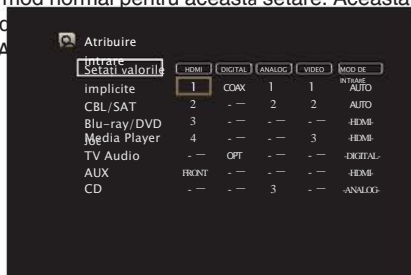 mod normal pentru această setare. Aceasta
Atribuire
intrare
Setați valorile HDMI DIGITAL ANALOG VIDEO MOD DE
INTRARE
implicite 1 COAX 1 1 AUTO
CBL/SAT 2 - — 2 2 AUTO
Blu-ray/DVD 3 - — - — - — -HDMI-
Joc
Media Player 4 - — - — 3 -HDMI-
TV Audio - — OPT - — - — -DIGITAL-
AUX FRONT - — - — - — -HDMI-
CD - — - — 3 - — -ANALOG-